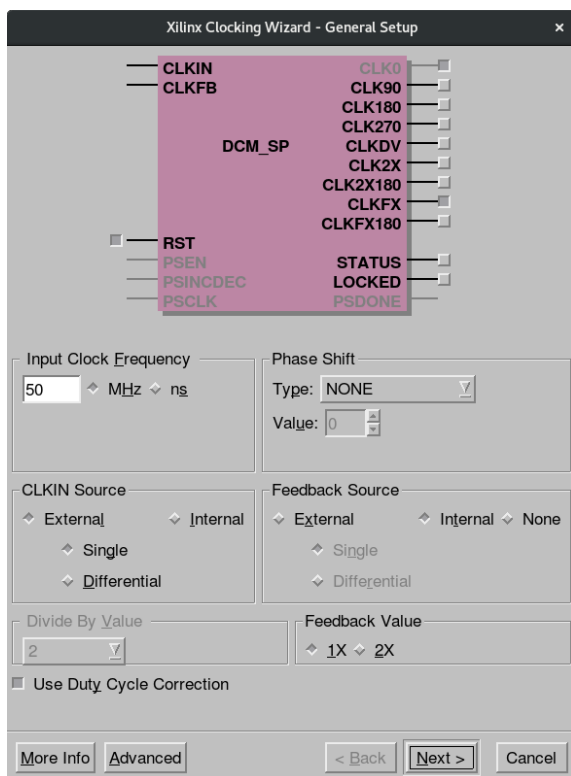 Xilinx Clocking Wizard - General Setup ×
CLKIN CLK0
CLKFB CLK90
CLK180
CLK270
DCM_SP CLKDV
CLK2X
CLK2X180
CLKFX
CLKFX180
RST
PSEN STATUS
PSINCDEC LOCKED
PSCLK PSDONE
Input Clock Frequency Phase Shift
50 MHz ns Type: NONE
Value: 0
CLKIN Source Feedback Source
External Internal External Internal None
Single Single
Differential Differential
Divide By Value Feedback Value
2 1X 2X
Use Duty Cycle Correction
More Info Advanced < Back Next > Cancel